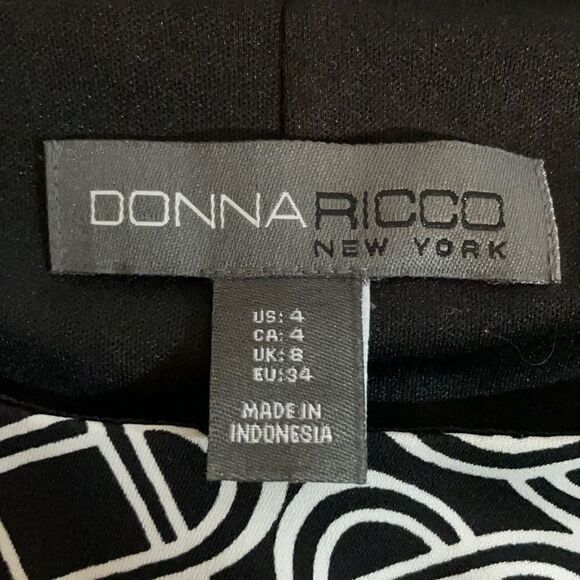 DONNA RICCO
NEW YORK
US: 4
CA: 4
UK: 8
EU: 34
MADE IN
INDONESIA